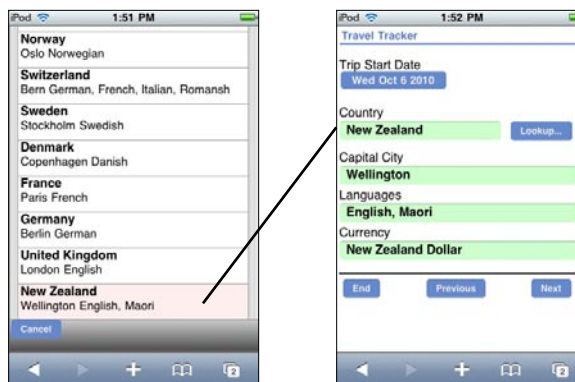 iPod 1:51 PM
Norway
Oslo Norwegian
Switzerland
Bern German, French, Italian, Romansh
Sweden
Stockholm Swedish
Denmark
Copenhagen Danish
France
Paris French
Germany
Berlin German
United Kingdom
London English
New Zealand
Wellington English, Maori
Cancel
2
iPod 1:52 PM
Travel Tracker
Trip Start Date
Wed Oct 6 2010
Country
New Zealand Lookup...
Capital City
Wellington
Languages
English, Maori
Currency
New Zealand Dollar
End Previous Next
2